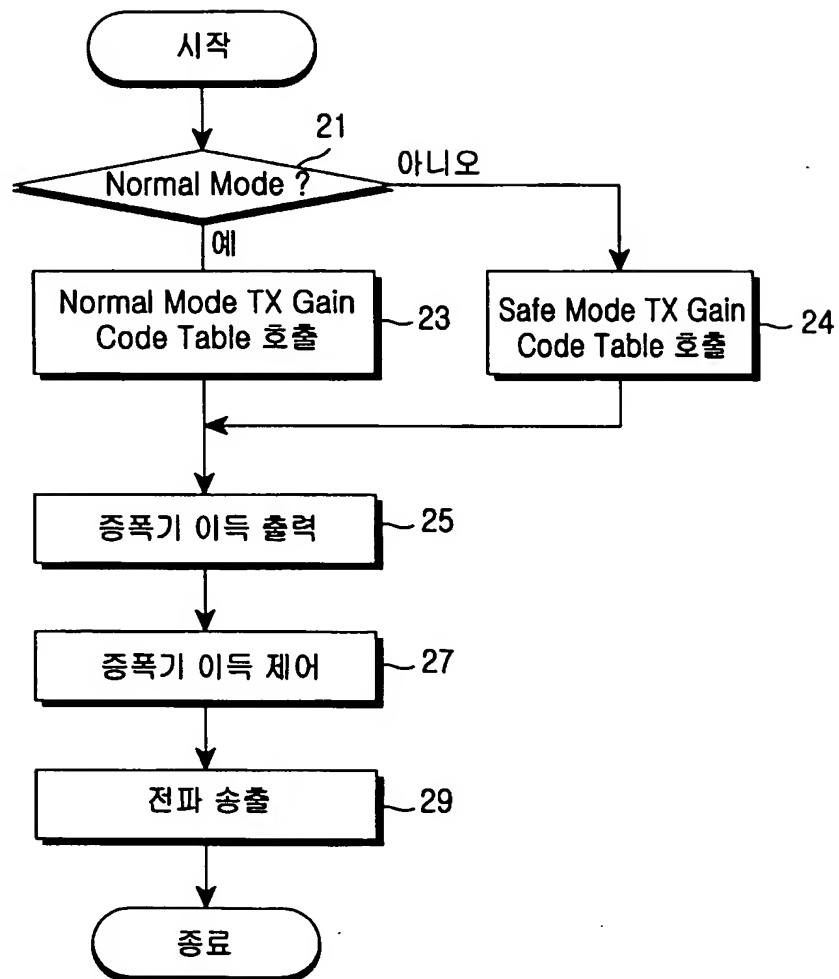 시작
21
Normal Mode ?
아니오
예
Normal Mode TX Gain
Code Table 호출
23
Safe Mode TX Gain
Code Table 호출
24
증폭기 이득 출력
25
증폭기 이득 제어
27
전파 송출
29
종료